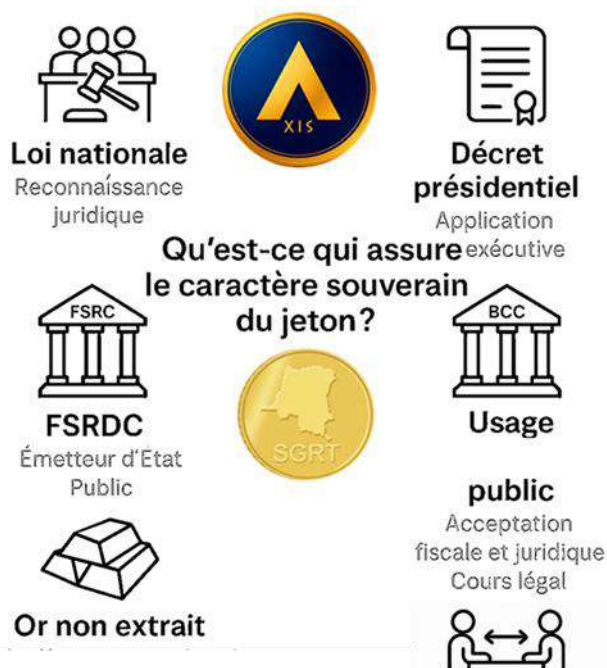 XIS
Loi nationale
Reconnaissance
juridique
Décret
présidentiel
Application
exécutive
Qu'est-ce qui assure
le caractère souverain
du jeton?
FSRC
FSRDC
Émetteur d'Etat
Public
SGRT
BCC
Usage
public
Acceptation
fiscale et juridique
Cours légal
Or non extrait